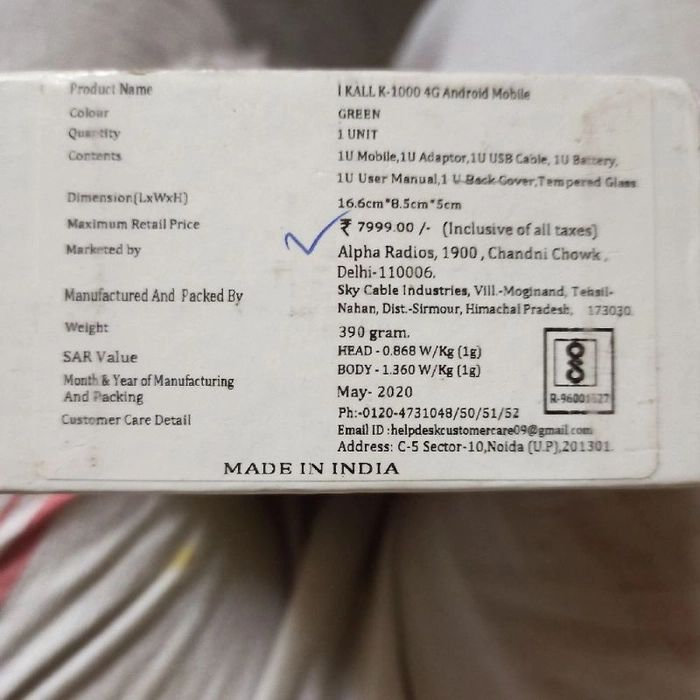 Product Name I KALL K-1000 4G Android Mobile
Colour GREEN
Quantity 1 UNIT
Contents 1U Mobile,1U Adaptor,1U USB Cable, 1U Battery,
1U User Manual,1 U Back Cover,Tempered Glass
Dimension(LxWxH) 16.6cm*8.5cm*5cm
Maximum Retail Price ₹ 7999.00 /- (Inclusive of all taxes)
Marketed by Alpha Radios, 1900, Chandni Chowk,
Delhi-110006.
Manufactured And Packed By Sky Cable Industries, Vill.-Moginand, Tehsil-
Nahan, Dist.-Sirmour, Himachal Pradesh, 173030.
Weight 390 gram.
SAR Value HEAD - 0.868 W/Kg (1g)
BODY - 1.360 W/Kg (1g)
Month & Year of Manufacturing
And Packing May- 2020
Customer Care Detail Ph:-0120-4731048/50/51/52
Email ID :helpdeskcustomercare09@gmail.com
Address: C-5 Sector-10,Noida (U.P),201301.
MADE IN INDIA